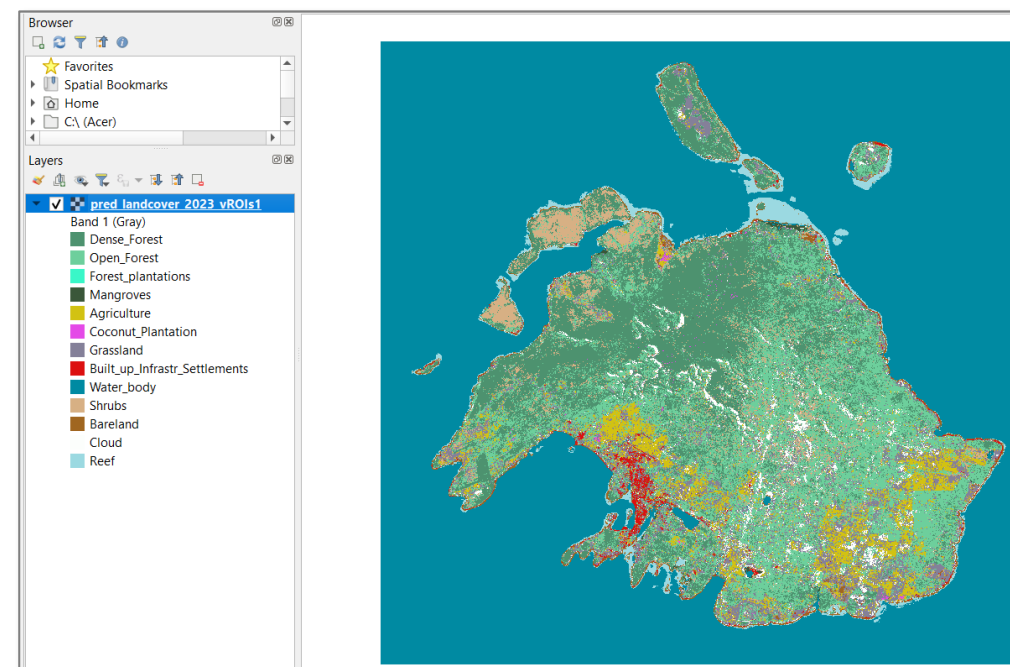 Browser
Favorites
Spatial Bookmarks
Home
C:\ (Acer)
Layers
pred_landcover_2023_vROIs1
Band 1 (Gray)
Dense_Forest
Open_Forest
Forest_plantations
Mangroves
Agriculture
Coconut_Plantation
Grassland
Built_up_Infrastr_Settlements
Water_body
Shrubs
Bareland
Cloud
Reef